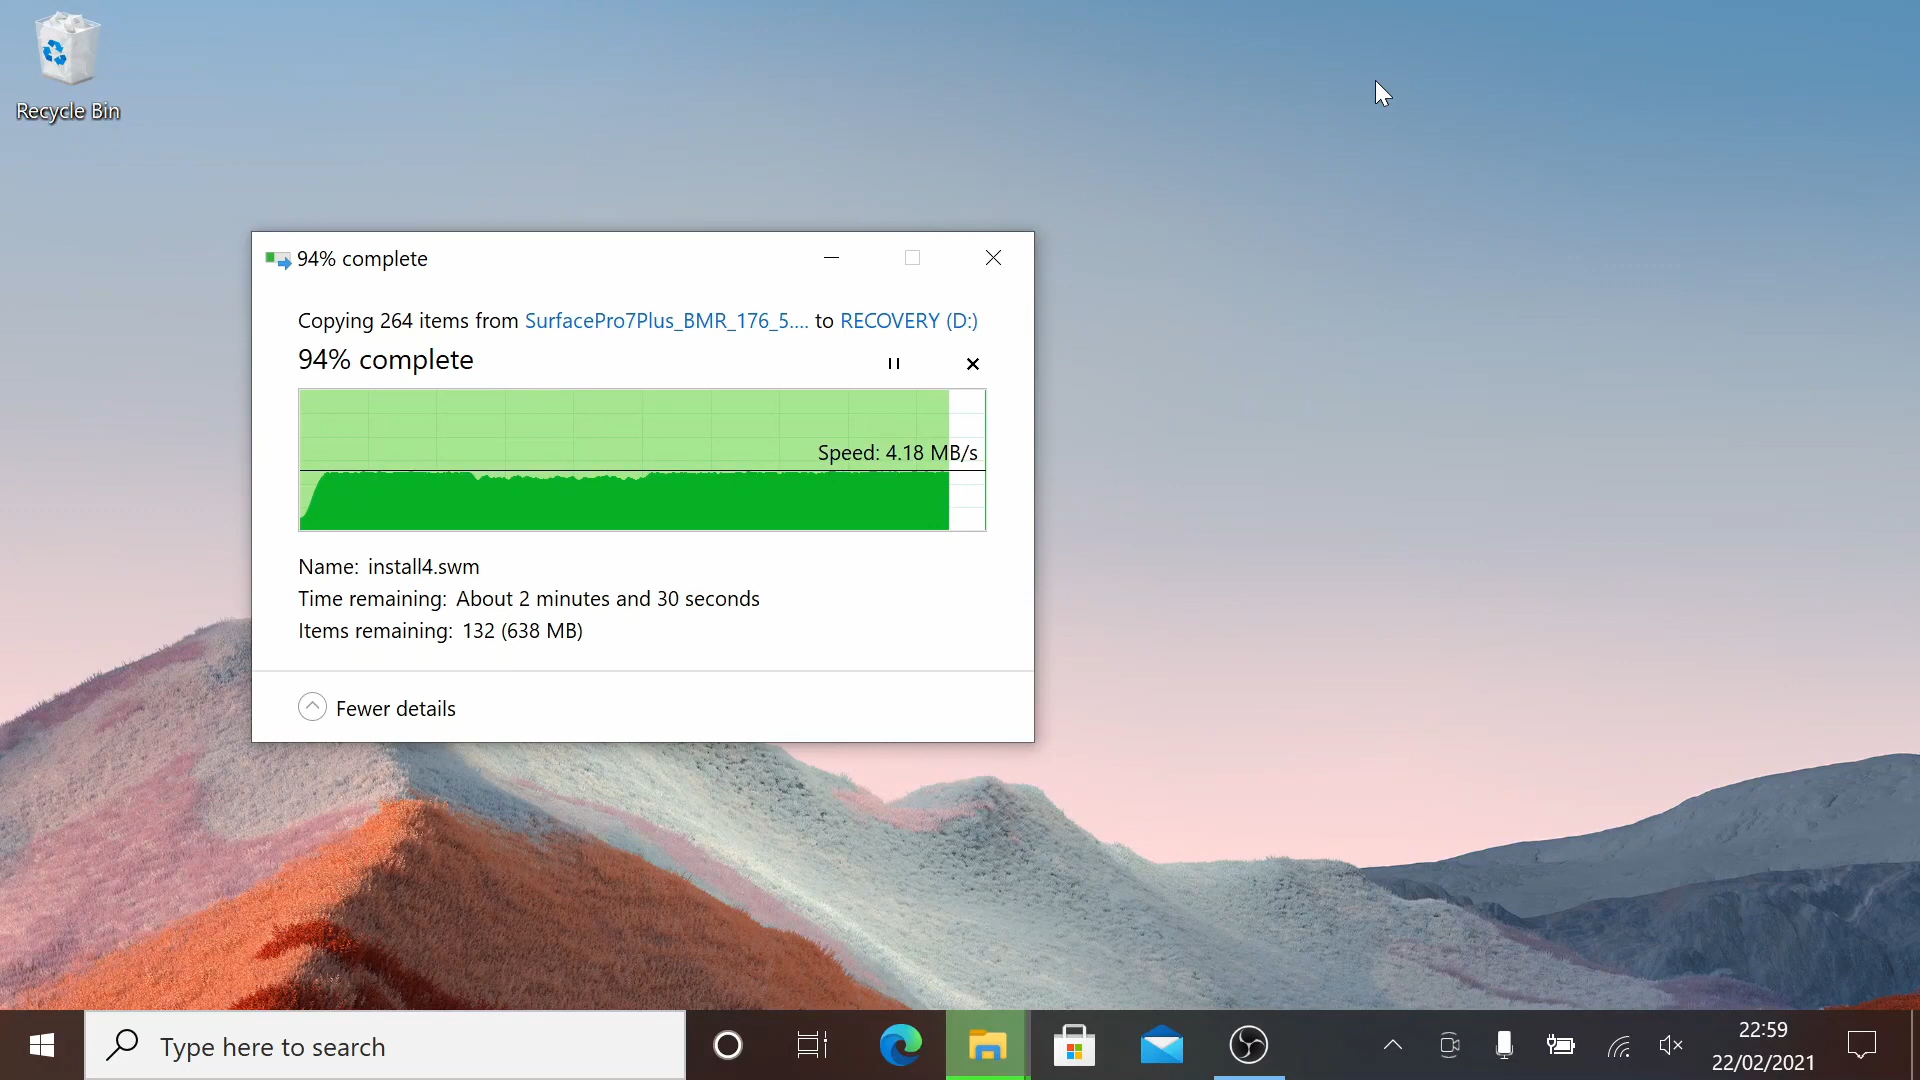 Recycle Bin
94% complete
Copying 264 items from SurfacePro7Plus_BMR_176_5.... to RECOVERY (D:)
94% complete
Speed: 4.18 MB/s
Name: install4.swm
Time remaining: About 2 minutes and 30 seconds
Items remaining: 132 (638 MB)
Fewer details
Type here to search
22:59
22/02/2021